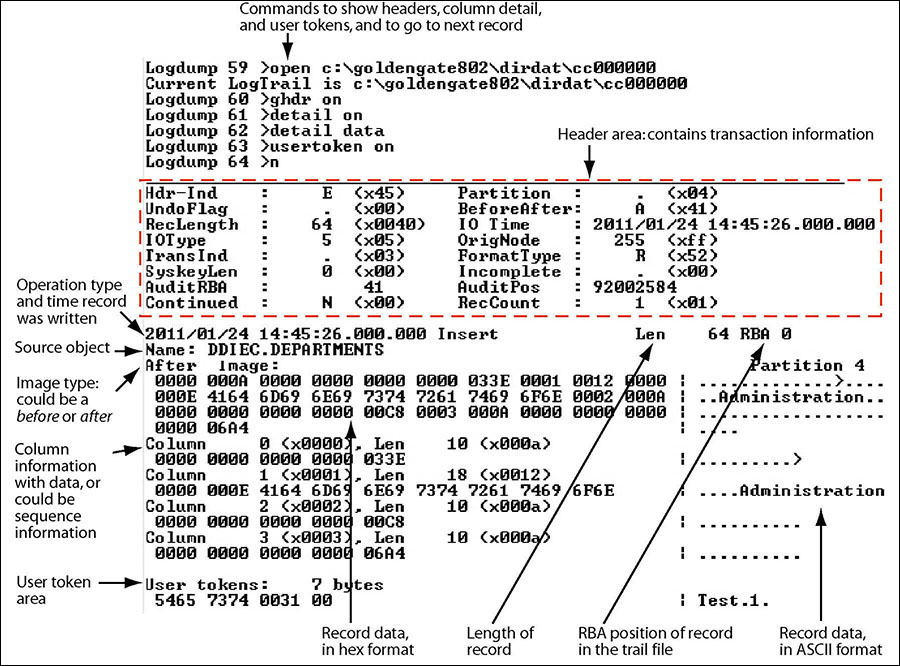 Commands to show headers, column detail,
and user tokens, and to go to next record
Logdump 59 >open c:\goldengate802\dirdat\cc000000
Current LogTrail is c:\goldengate802\dirdat\cc000000
Logdump 60 >ghdr on
Logdump 61 >detail on
Logdump 62 >detail data
Logdump 63 >usertoken on
Logdump 64 >n
Header area: contains transaction information
Hdr-Ind : E (x45) Partition : . (x04)
UndoFlag : . (x00) BeforeAfter: A (x41)
RecLength : 64 (x0040) IO Time : 2011/01/24 14:45:26.000.000
IOType : 5 (x05) OrigNode : 255 (xff)
TransInd : . (x03) FormatType : R (x52)
SyskeyLen : 0 (x00) Incomplete : . (x00)
AuditRBA : 41 AuditPos : 92002584
Continued : N (x00) RecCount : 1 (x01)
Operation type
and time record
was written
2011/01/24 14:45:26.000.000 Insert Len 64 RBA 0
Source object
Name: DDIEC.DEPARTMENTS
After Image: Partition 4
Image type:
could be a
before or after
0000 000A 0000 0000 0000 0000 033E 0001 0012 0000 | .............>....
000E 4164 6D69 6E69 7374 7261 7469 6F6E 0002 000A | ..Administration..
0000 0000 0000 0000 00C8 0003 000A 0000 0000 0000 | ..................
0000 06A4 | ....
Column
information
with data, or
could be
sequence
information
Column 0 (x0000), Len 10 (x000a)
0000 0000 0000 0000 033E | .........>
Column 1 (x0001), Len 18 (x0012)
0000 000E 4164 6D69 6E69 7374 7261 7469 6F6E | ....Administration
Column 2 (x0002), Len 10 (x000a)
0000 0000 0000 0000 00C8 | ..........
Column 3 (x0003), Len 10 (x000a)
0000 0000 0000 0000 06A4 | ..........
User token
area
User tokens: 7 bytes
5465 7374 0031 00 | Test.1.
Record data,
in hex format
Length of
record
RBA position of record
in the trail file
Record data,
in ASCII format